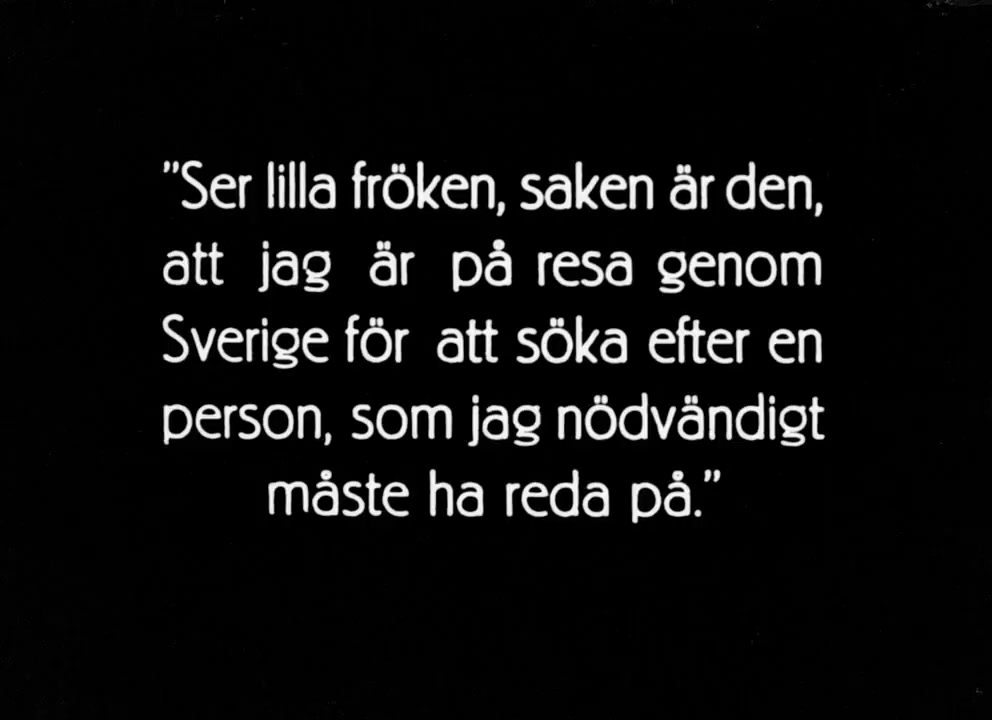 ”Ser lilla fröken, saken är den,
att jag är på resa genom
Sverige för att söka efter en
person, som jag nödvändigt
måste ha reda på.”